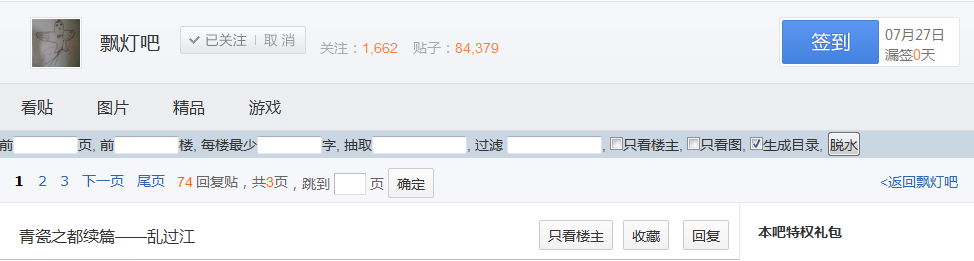 飘灯吧 已关注 | 取消 关注：1,662 贴子：84,379 签到 07月27日
漏签0天
看贴 图片 精品 游戏
前 页, 前 楼, 每楼最少 字, 抽取 , 过滤 , 只看楼主, 只看图, 生成目录, 脱水
1 2 3 下一页 尾页 74 回复贴，共3页，跳到 页 确定 <返回飘灯吧
青瓷之都续篇——乱过江 只看楼主 收藏 回复 本吧特权礼包